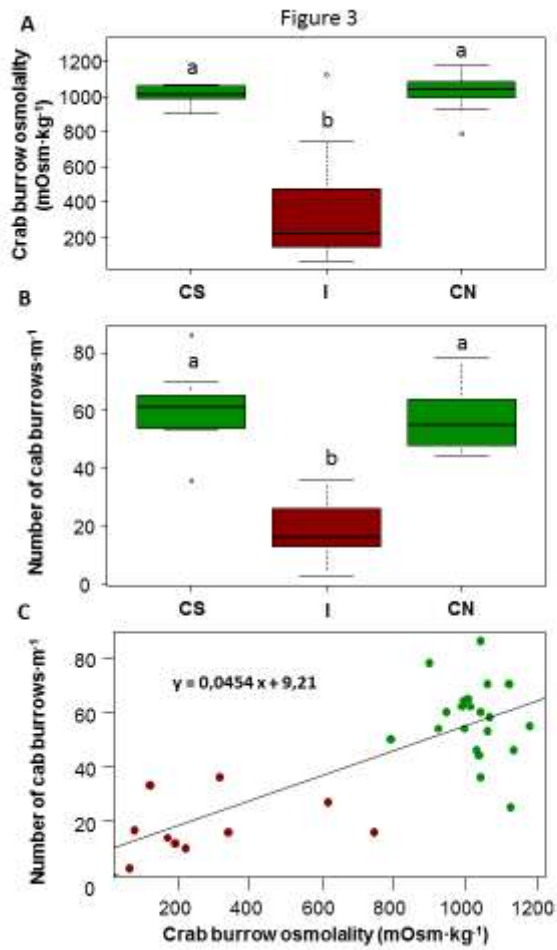 Figure 3
A
Crab burrow osmolality
(mOsm·kg⁻¹)
1200
1000
800
600
400
200
a
b
a
CS
I
CN
B
Number of cab burrows·m⁻¹
80
60
40
20
0
a
b
a
CS
I
CN
C
Number of cab burrows·m⁻¹
80
60
40
20
0
y = 0,0454 x + 9,21
200
400
600
800
1000
1200
Crab burrow osmolality (mOsm·kg⁻¹)